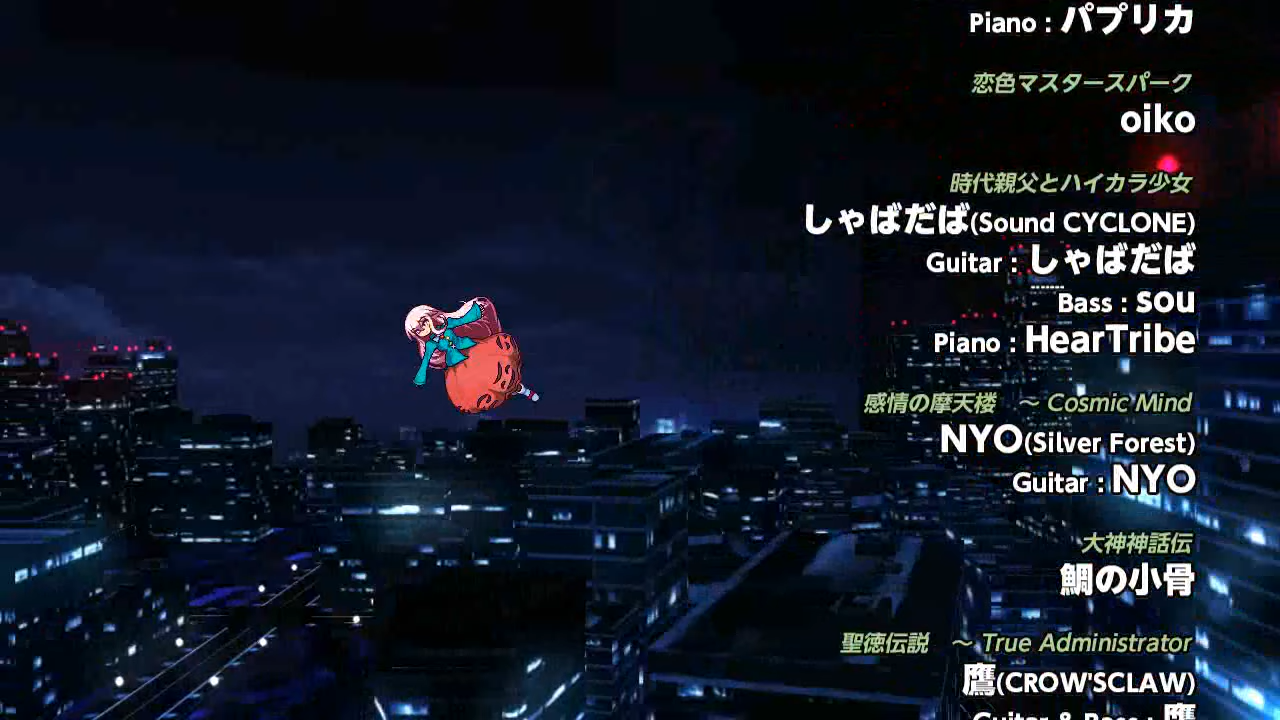 Piano : パプリカ
恋色マスタースパーク
oiko
時代親父とハイカラ少女
しゃばだば(Sound CYCLONE)
Guitar : しゃばだば
Bass : sou
Piano : HearTribe
感情の摩天楼　～ Cosmic Mind
NYO(Silver Forest)
Guitar : NYO
大神神話伝
鯛の小骨
聖徳伝説　～ True Administrator
鷹(CROW'SCLAW)
Guitar & Bass : 鷹